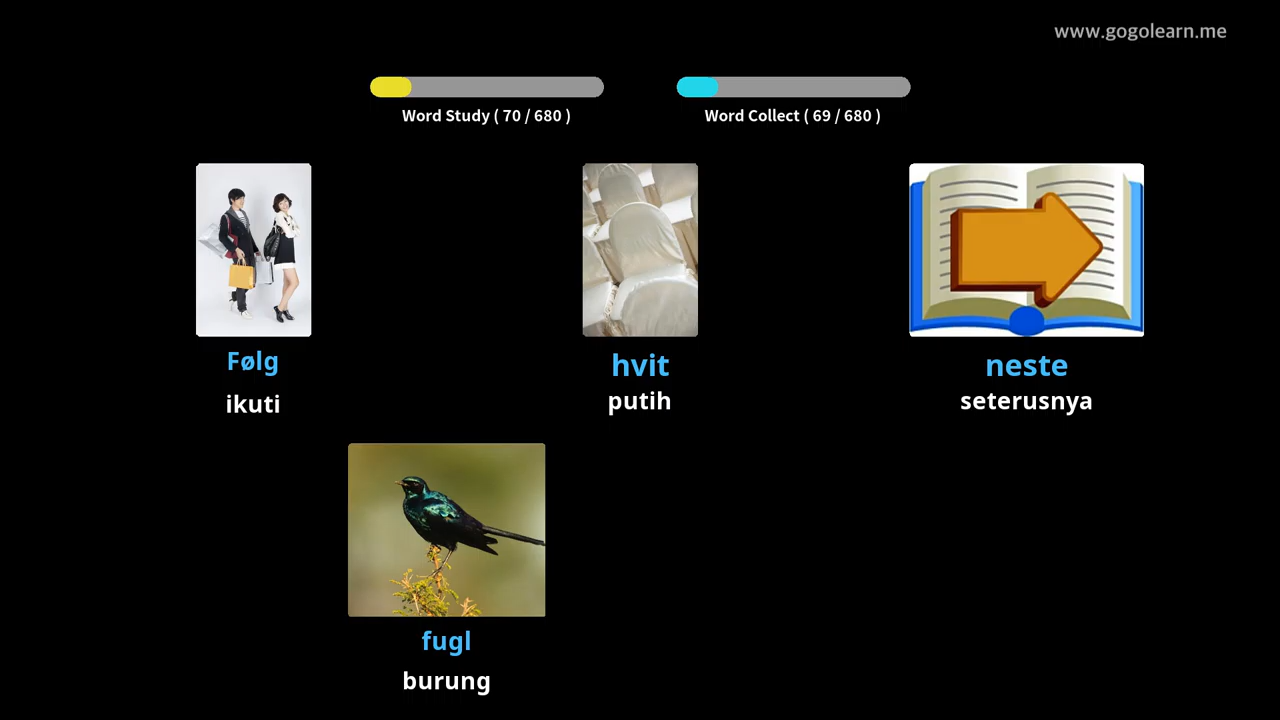 www.gogolearn.me
Word Study ( 70 / 680 )
Word Collect ( 69 / 680 )
Følg
ikuti
hvit
putih
neste
seterusnya
fugl
burung